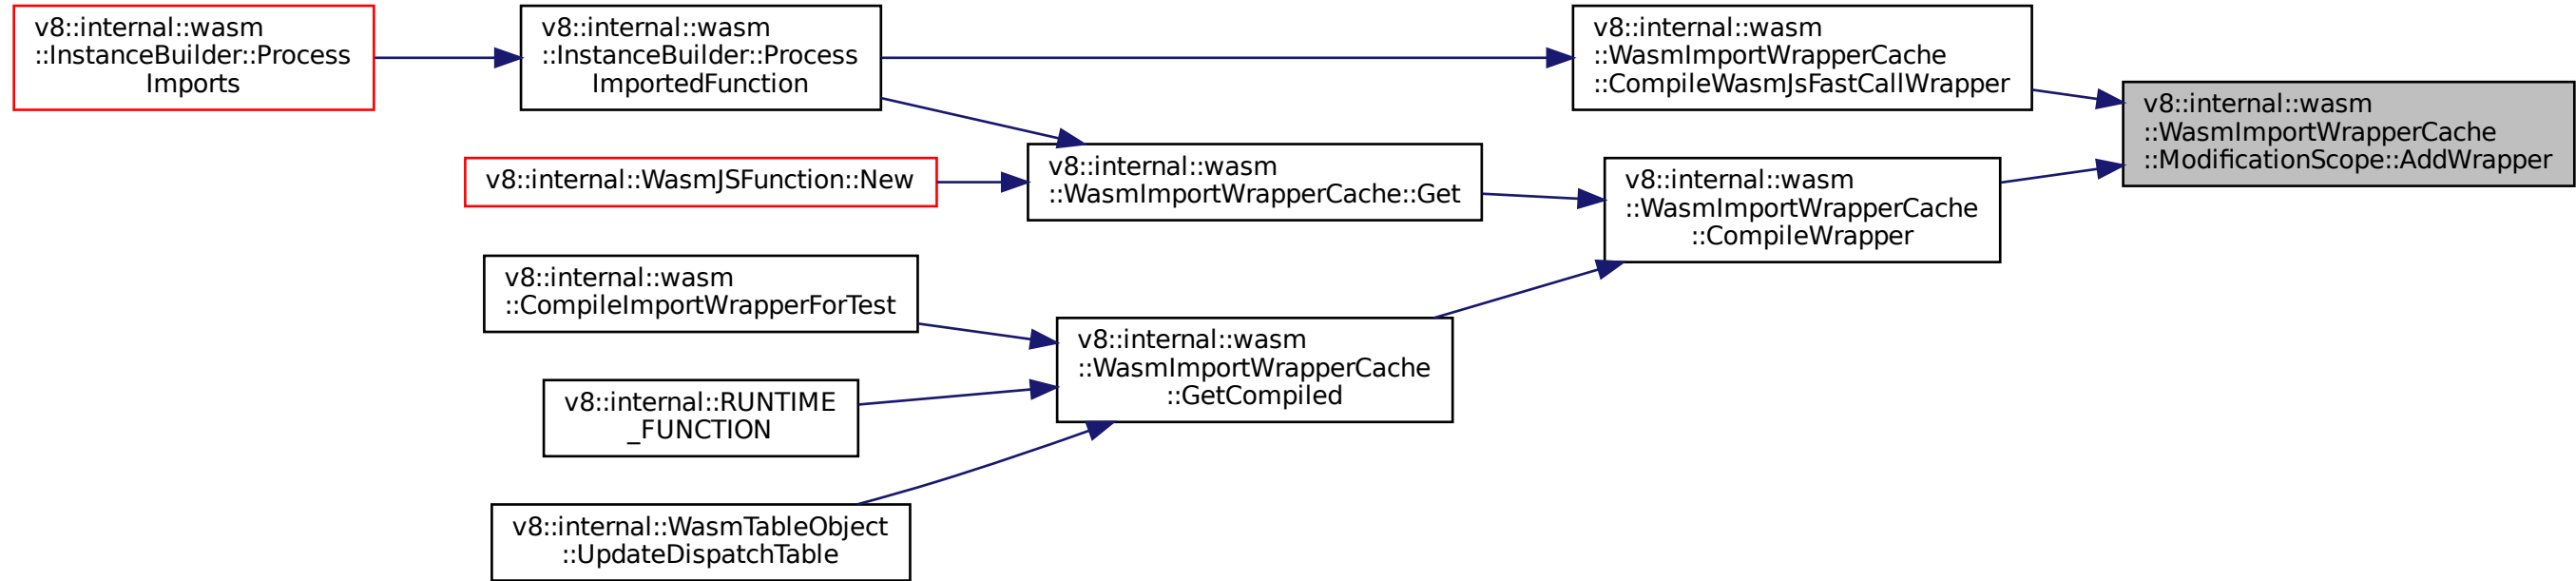 v8::internal::wasm
::InstanceBuilder::Process
Imports
v8::internal::wasm
::InstanceBuilder::Process
ImportedFunction
v8::internal::wasm
::WasmImportWrapperCache
::CompileWasmJsFastCallWrapper
v8::internal::wasm
::WasmImportWrapperCache
::ModificationScope::AddWrapper
v8::internal::WasmJSFunction::New
v8::internal::wasm
::WasmImportWrapperCache::Get
v8::internal::wasm
::WasmImportWrapperCache
::CompileWrapper
v8::internal::wasm
::CompileImportWrapperForTest
v8::internal::wasm
::WasmImportWrapperCache
::GetCompiled
v8::internal::RUNTIME
_FUNCTION
v8::internal::WasmTableObject
::UpdateDispatchTable